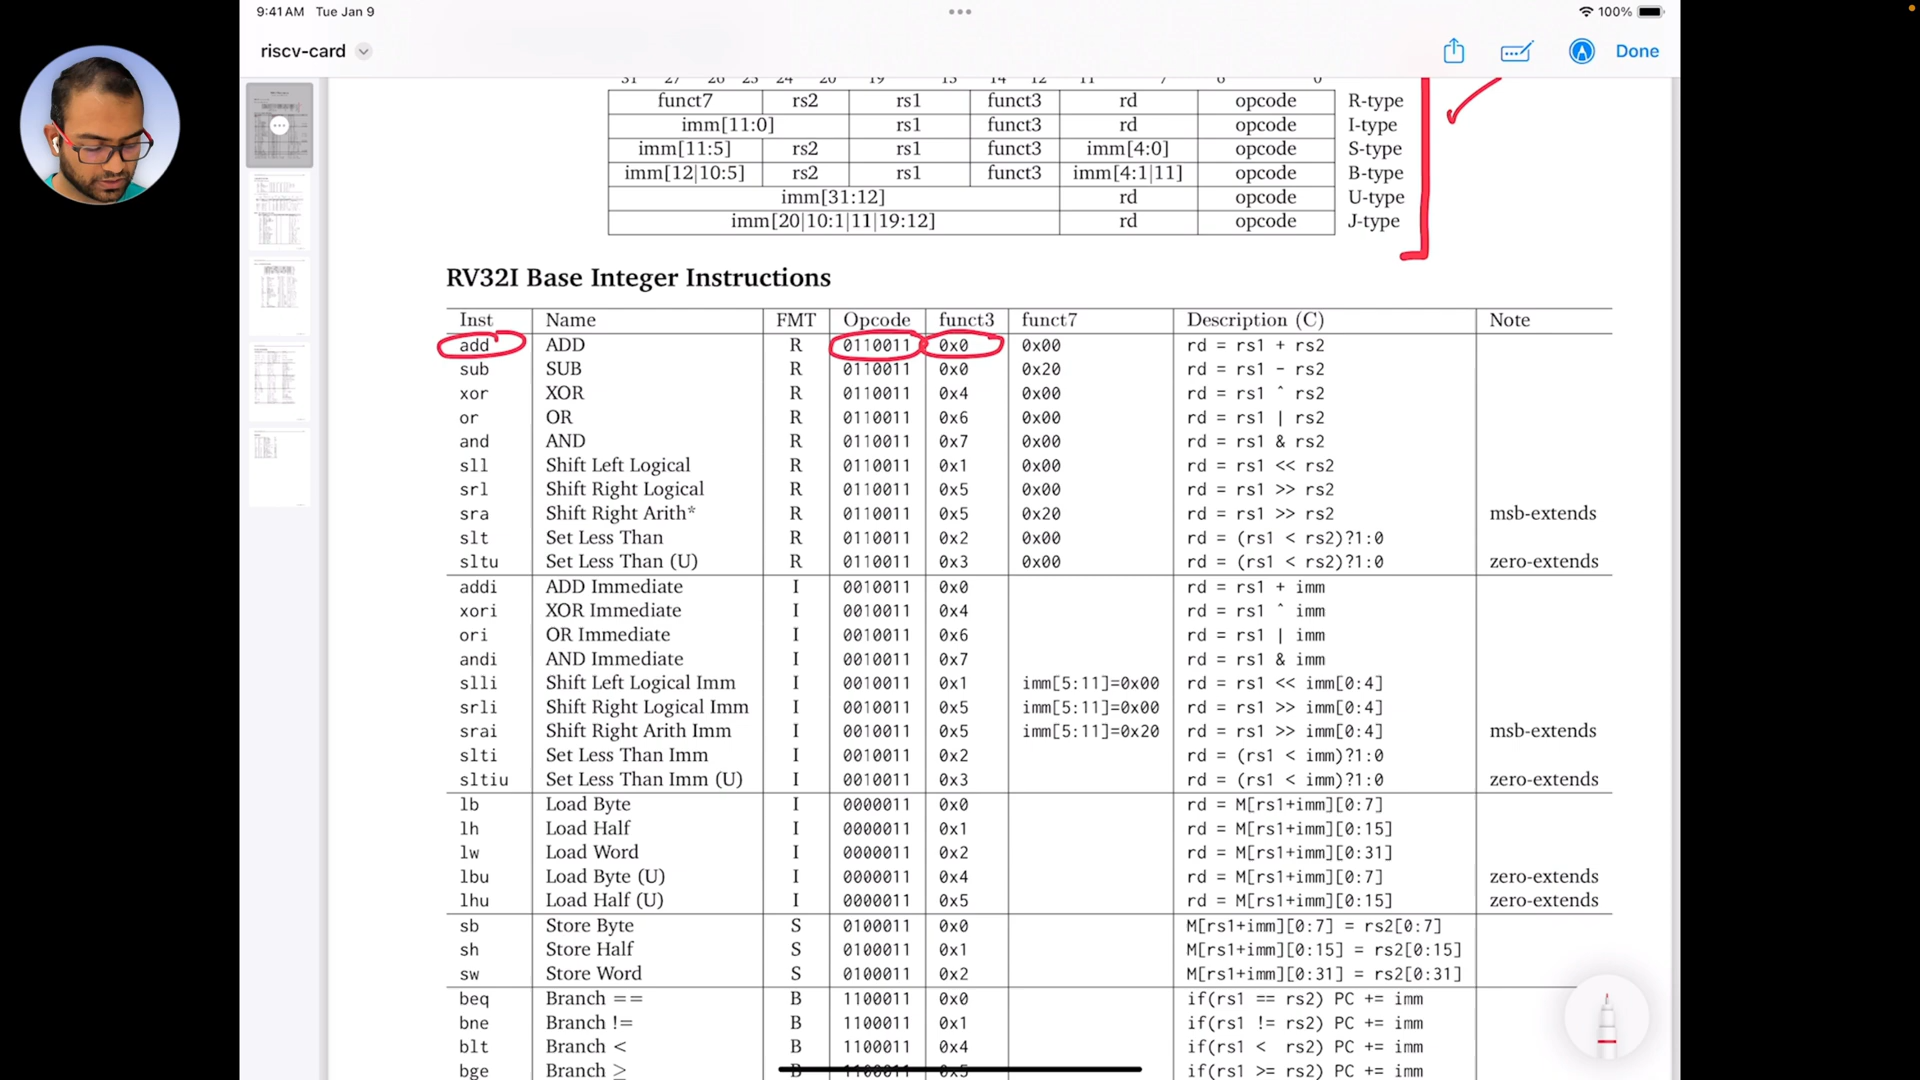 9:41 AM Tue Jan 9 100%
riscv-card Done
31 27 26 25 24 20 19 15 14 12 11 7 6 0
funct7 rs2 rs1 funct3 rd opcode R-type
imm[11:0] rs1 funct3 rd opcode I-type
imm[11:5] rs2 rs1 funct3 imm[4:0] opcode S-type
imm[12|10:5] rs2 rs1 funct3 imm[4:1|11] opcode B-type
imm[31:12] rd opcode U-type
imm[20|10:1|11|19:12] rd opcode J-type
RV32I Base Integer Instructions
Inst Name FMT Opcode funct3 funct7 Description (C) Note
add ADD R 0110011 0x0 0x00 rd = rs1 + rs2
sub SUB R 0110011 0x0 0x20 rd = rs1 - rs2
xor XOR R 0110011 0x4 0x00 rd = rs1 ^ rs2
or OR R 0110011 0x6 0x00 rd = rs1 | rs2
and AND R 0110011 0x7 0x00 rd = rs1 & rs2
sll Shift Left Logical R 0110011 0x1 0x00 rd = rs1 << rs2
srl Shift Right Logical R 0110011 0x5 0x00 rd = rs1 >> rs2
sra Shift Right Arith* R 0110011 0x5 0x20 rd = rs1 >> rs2 msb-extends
slt Set Less Than R 0110011 0x2 0x00 rd = (rs1 < rs2)?1:0
sltu Set Less Than (U) R 0110011 0x3 0x00 rd = (rs1 < rs2)?1:0 zero-extends
addi ADD Immediate I 0010011 0x0 rd = rs1 + imm
xori XOR Immediate I 0010011 0x4 rd = rs1 ^ imm
ori OR Immediate I 0010011 0x6 rd = rs1 | imm
andi AND Immediate I 0010011 0x7 rd = rs1 & imm
slli Shift Left Logical Imm I 0010011 0x1 imm[5:11]=0x00 rd = rs1 << imm[0:4]
srli Shift Right Logical Imm I 0010011 0x5 imm[5:11]=0x00 rd = rs1 >> imm[0:4]
srai Shift Right Arith Imm I 0010011 0x5 imm[5:11]=0x20 rd = rs1 >> imm[0:4] msb-extends
slti Set Less Than Imm I 0010011 0x2 rd = (rs1 < imm)?1:0
sltiu Set Less Than Imm (U) I 0010011 0x3 rd = (rs1 < imm)?1:0 zero-extends
lb Load Byte I 0000011 0x0 rd = M[rs1+imm][0:7]
lh Load Half I 0000011 0x1 rd = M[rs1+imm][0:15]
lw Load Word I 0000011 0x2 rd = M[rs1+imm][0:31]
lbu Load Byte (U) I 0000011 0x4 rd = M[rs1+imm][0:7] zero-extends
lhu Load Half (U) I 0000011 0x5 rd = M[rs1+imm][0:15] zero-extends
sb Store Byte S 0100011 0x0 M[rs1+imm][0:7] = rs2[0:7]
sh Store Half S 0100011 0x1 M[rs1+imm][0:15] = rs2[0:15]
sw Store Word S 0100011 0x2 M[rs1+imm][0:31] = rs2[0:31]
beq Branch == B 1100011 0x0 if(rs1 == rs2) PC += imm
bne Branch != B 1100011 0x1 if(rs1 != rs2) PC += imm
blt Branch < B 1100011 0x4 if(rs1 < rs2) PC += imm
bge Branch ≥ B 1100011 0x5 if(rs1 >= rs2) PC += imm